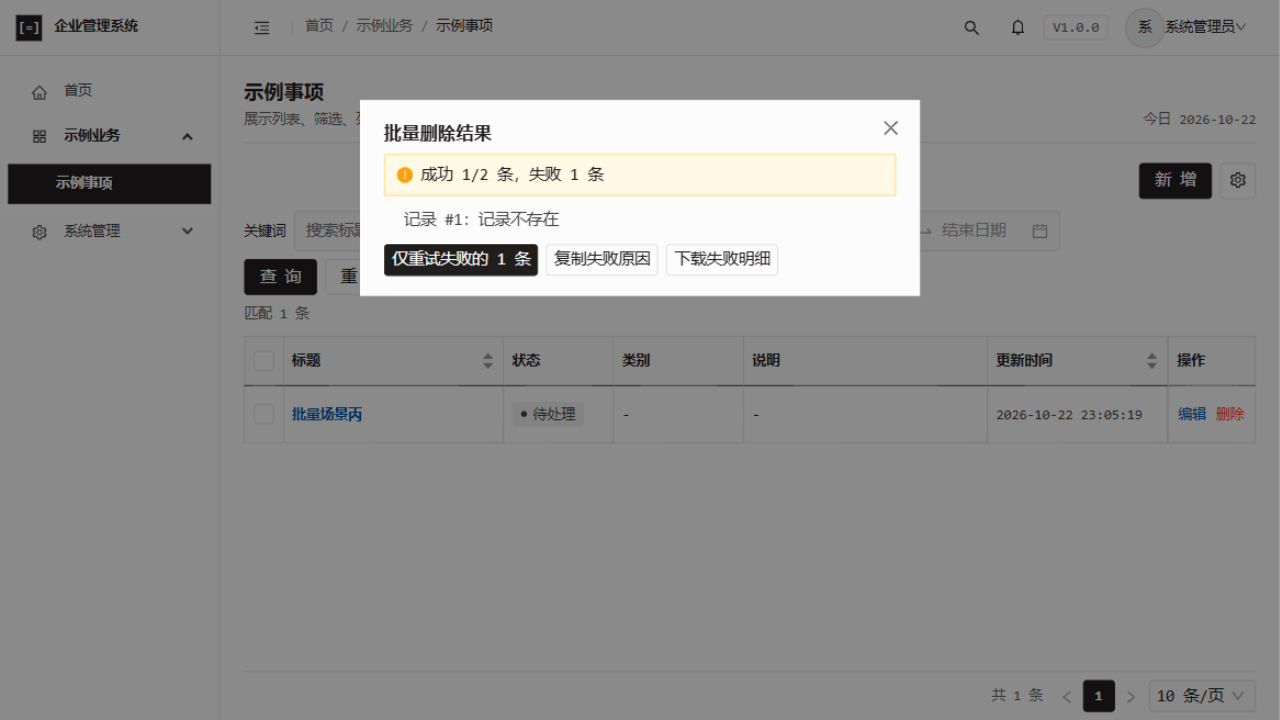 [=] 企业管理系统
首页 / 示例业务 / 示例事项
V1.0.0
系 系统管理员
首页
示例业务
示例事项
系统管理
示例事项
展示列表、筛选、
今日 2026-10-22
新 增
批量删除结果
成功 1/2 条，失败 1 条
记录 #1：记录不存在
仅重试失败的 1 条 复制失败原因 下载失败明细
关键词 搜索标题
结束日期
查 询 重
匹配 1 条
标题 状态 类别 说明 更新时间 操作
批量场景丙 待处理 - - 2026-10-22 23:05:19 编辑 删除
共 1 条 1 10 条/页